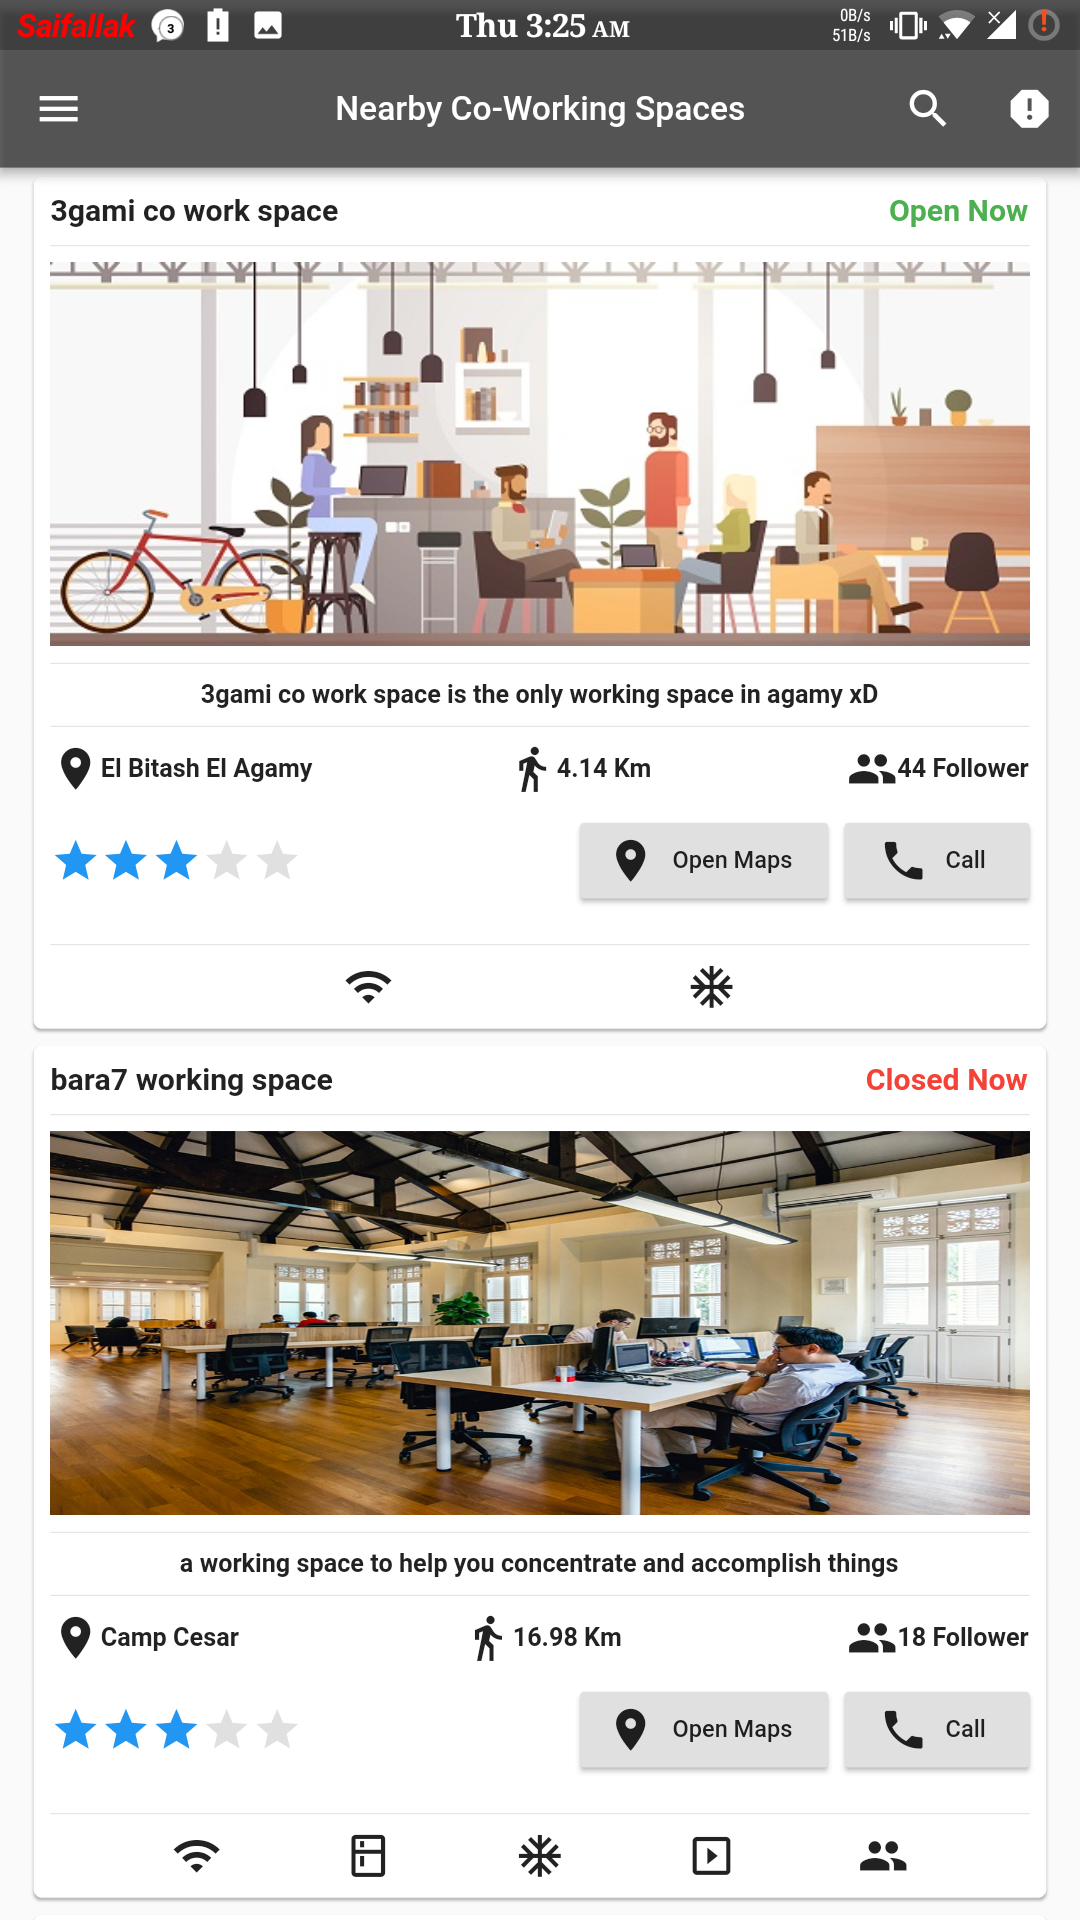 Saifallak 3 Thu 3:25 AM 0B/s
51B/s
Nearby Co-Working Spaces
3gami co work space Open Now
3gami co work space is the only working space in agamy xD
El Bitash El Agamy 4.14 Km 44 Follower
Open Maps Call
bara7 working space Closed Now
a working space to help you concentrate and accomplish things
Camp Cesar 16.98 Km 18 Follower
Open Maps Call